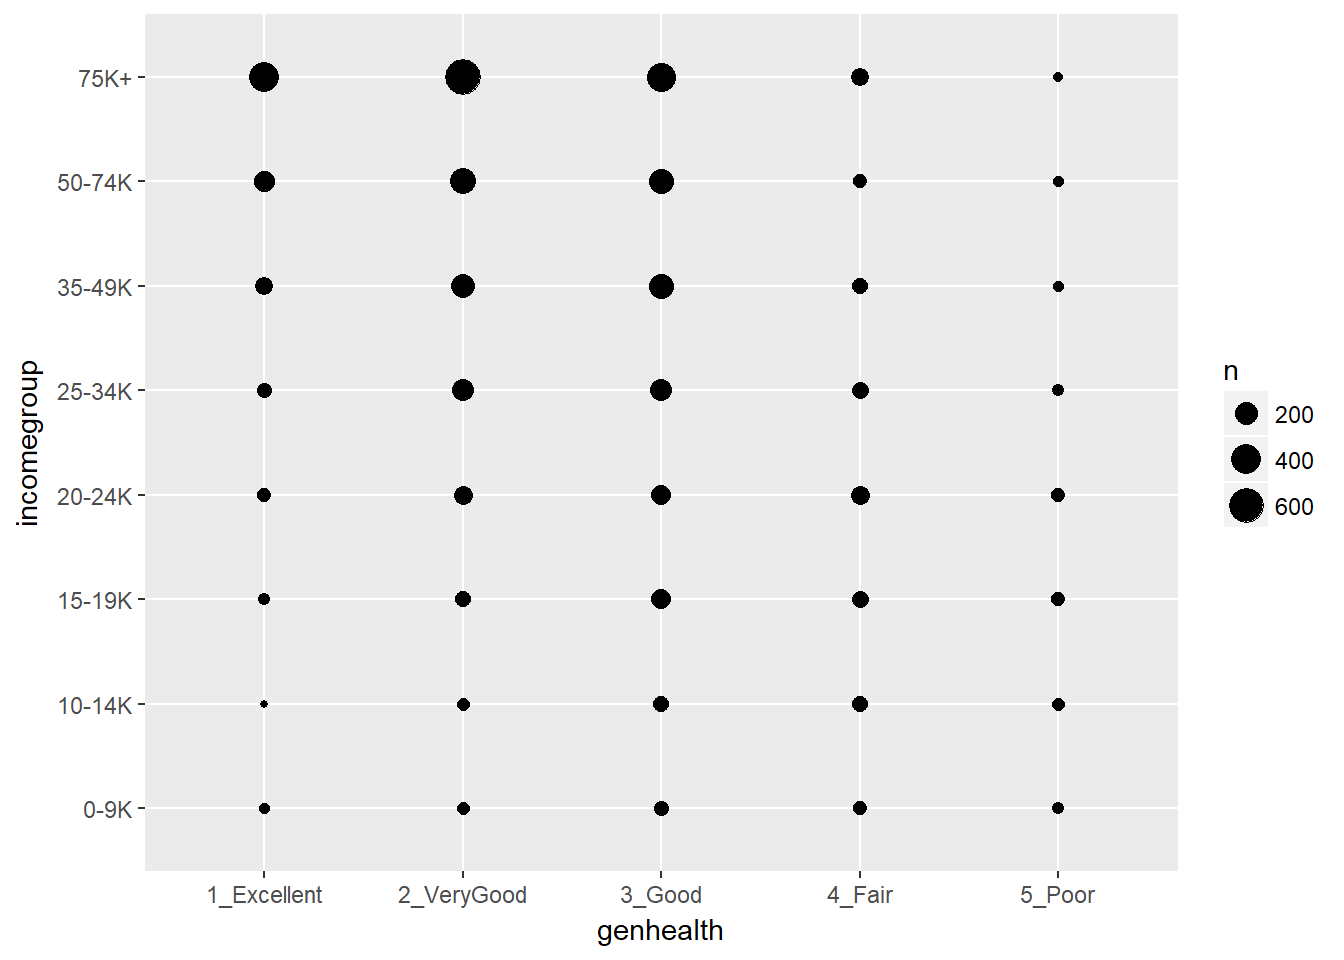 75K+
50-74K
35-49K
25-34K
20-24K
15-19K
10-14K
0-9K
incomegroup
1_Excellent 2_VeryGood 3_Good 4_Fair 5_Poor
genhealth
n
200
400
600